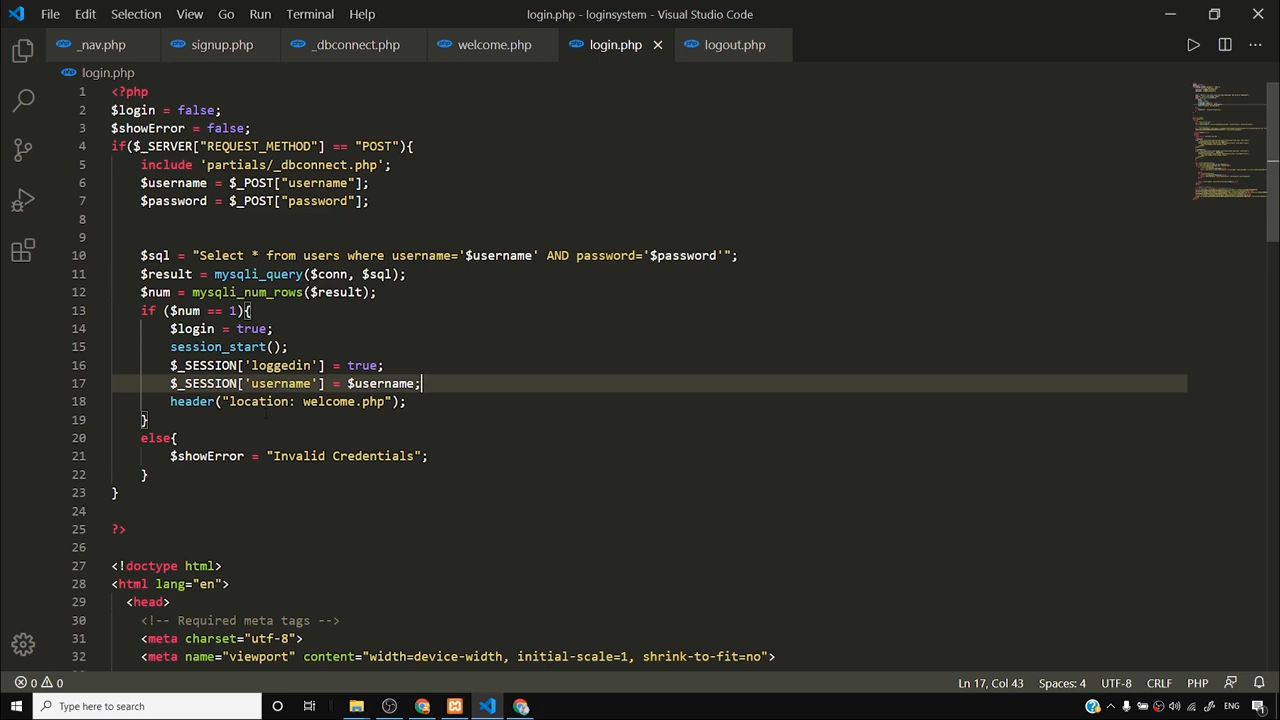 File Edit Selection View Go Run Terminal Help login.php - loginsystem - Visual Studio Code
_nav.php signup.php _dbconnect.php welcome.php login.php logout.php
login.php
1 <?php
2 $login = false;
3 $showError = false;
4 if($_SERVER["REQUEST_METHOD"] == "POST"){
5 include 'partials/_dbconnect.php';
6 $username = $_POST["username"];
7 $password = $_POST["password"];
8
9
10 $sql = "Select * from users where username='$username' AND password='$password'";
11 $result = mysqli_query($conn, $sql);
12 $num = mysqli_num_rows($result);
13 if ($num == 1){
14 $login = true;
15 session_start();
16 $_SESSION['loggedin'] = true;
17 $_SESSION['username'] = $username;
18 header("location: welcome.php");
19 }
20 else{
21 $showError = "Invalid Credentials";
22 }
23 }
24
25 ?>
26
27 <!doctype html>
28 <html lang="en">
29 <head>
30 <!-- Required meta tags -->
31 <meta charset="utf-8">
32 <meta name="viewport" content="width=device-width, initial-scale=1, shrink-to-fit=no">
0 0 Ln 17, Col 43 Spaces: 4 UTF-8 CRLF PHP
Type here to search ENG